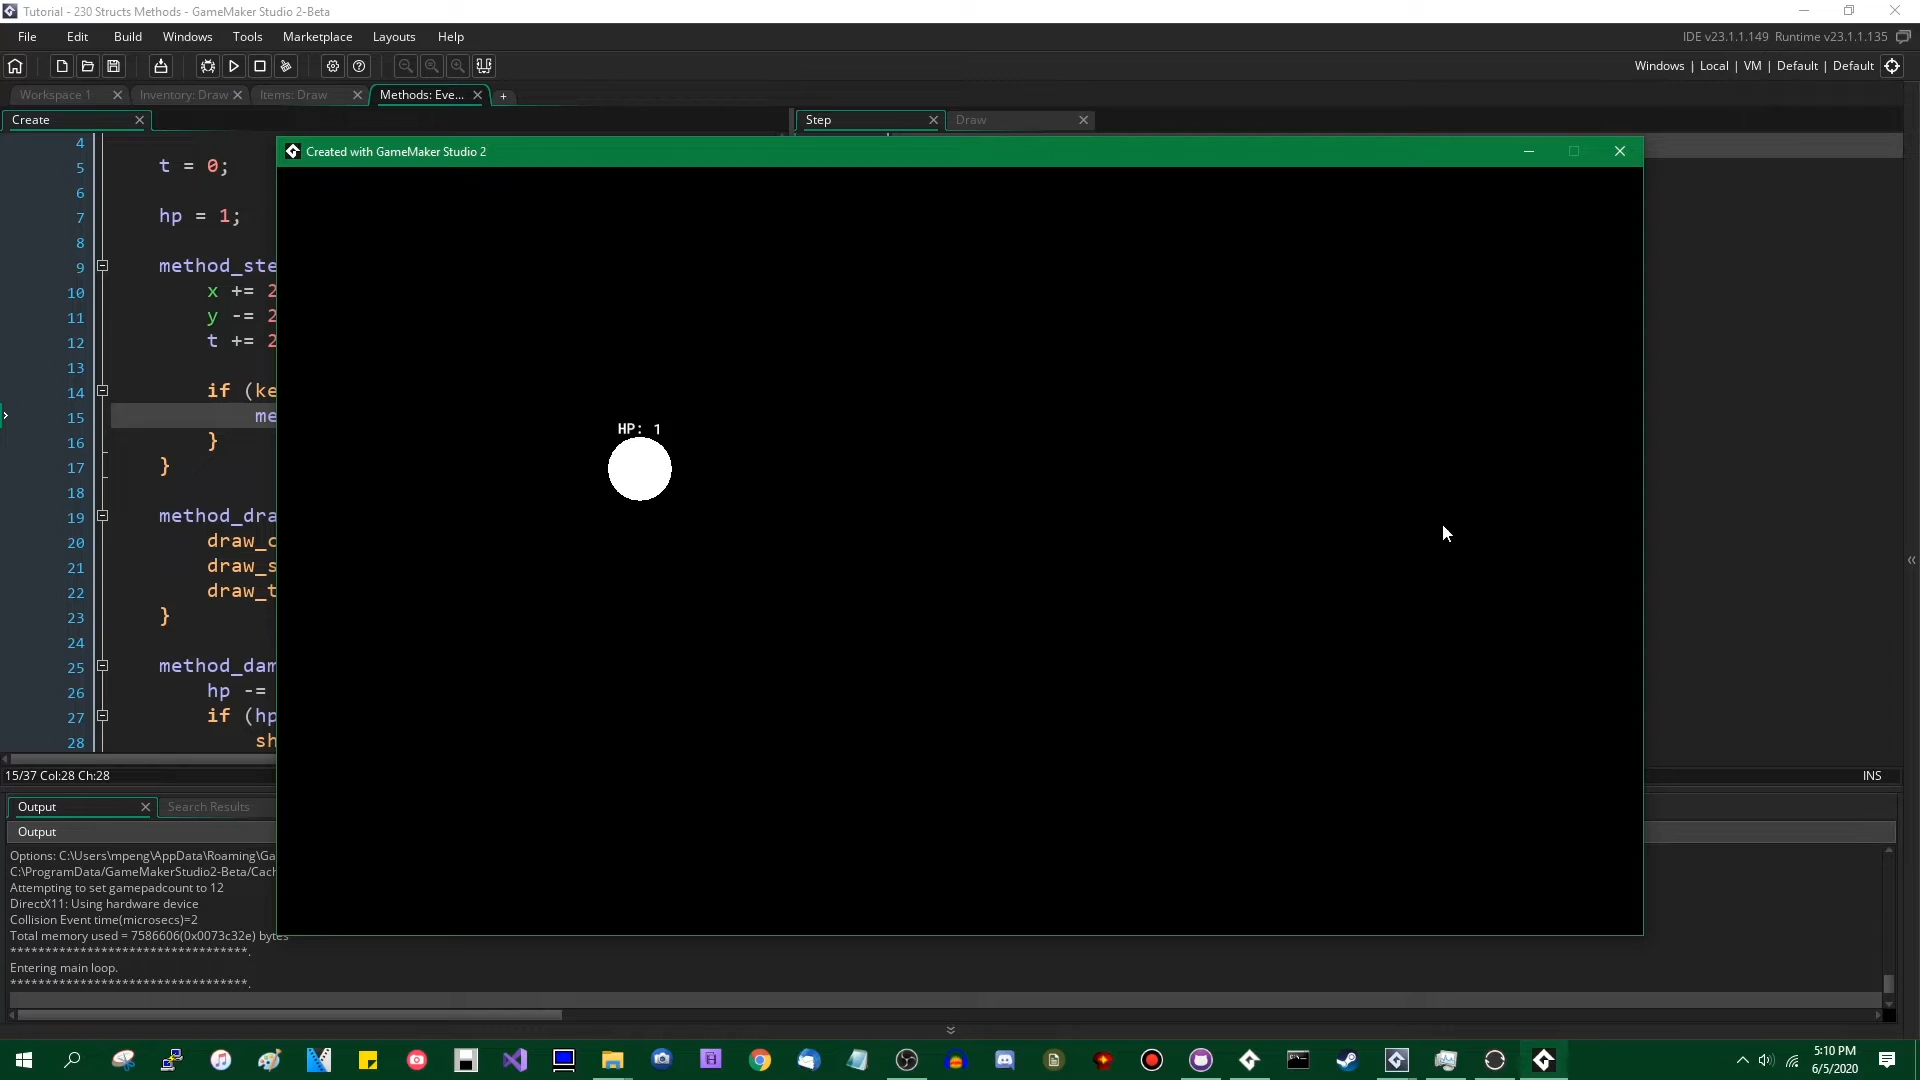 Tutorial - 230 Structs Methods - GameMaker Studio 2-Beta
File Edit Build Windows Tools Marketplace Layouts Help
IDE v23.1.1.149 Runtime v23.1.1.135
Windows | Local | VM | Default | Default
Workspace 1 Inventory: Draw Items: Draw Methods: Eve... +
Create Step Draw
Created with GameMaker Studio 2
4
5 t = 0;
6
7 hp = 1;
8
9 method_ste
10 x += 2
11 y -= 2
12 t += 2
13
14 if (ke
15 me
16 }
17 }
18
19 method_dra
20 draw_c
21 draw_s
22 draw_t
23 }
24
25 method_dam
26 hp -=
27 if (hp
28 sh
HP: 1
15/37 Col:28 Ch:28 INS
Output Search Results
Output
Options: C:\Users\mpeng\AppData\Roaming\Ga
C:\ProgramData/GameMakerStudio2-Beta/Cach
Attempting to set gamepadcount to 12
DirectX11: Using hardware device
Collision Event time(microsecs)=2
Total memory used = 7586606(0x0073c32e) bytes
**********************************.
Entering main loop.
**********************************.
5:10 PM
6/5/2020